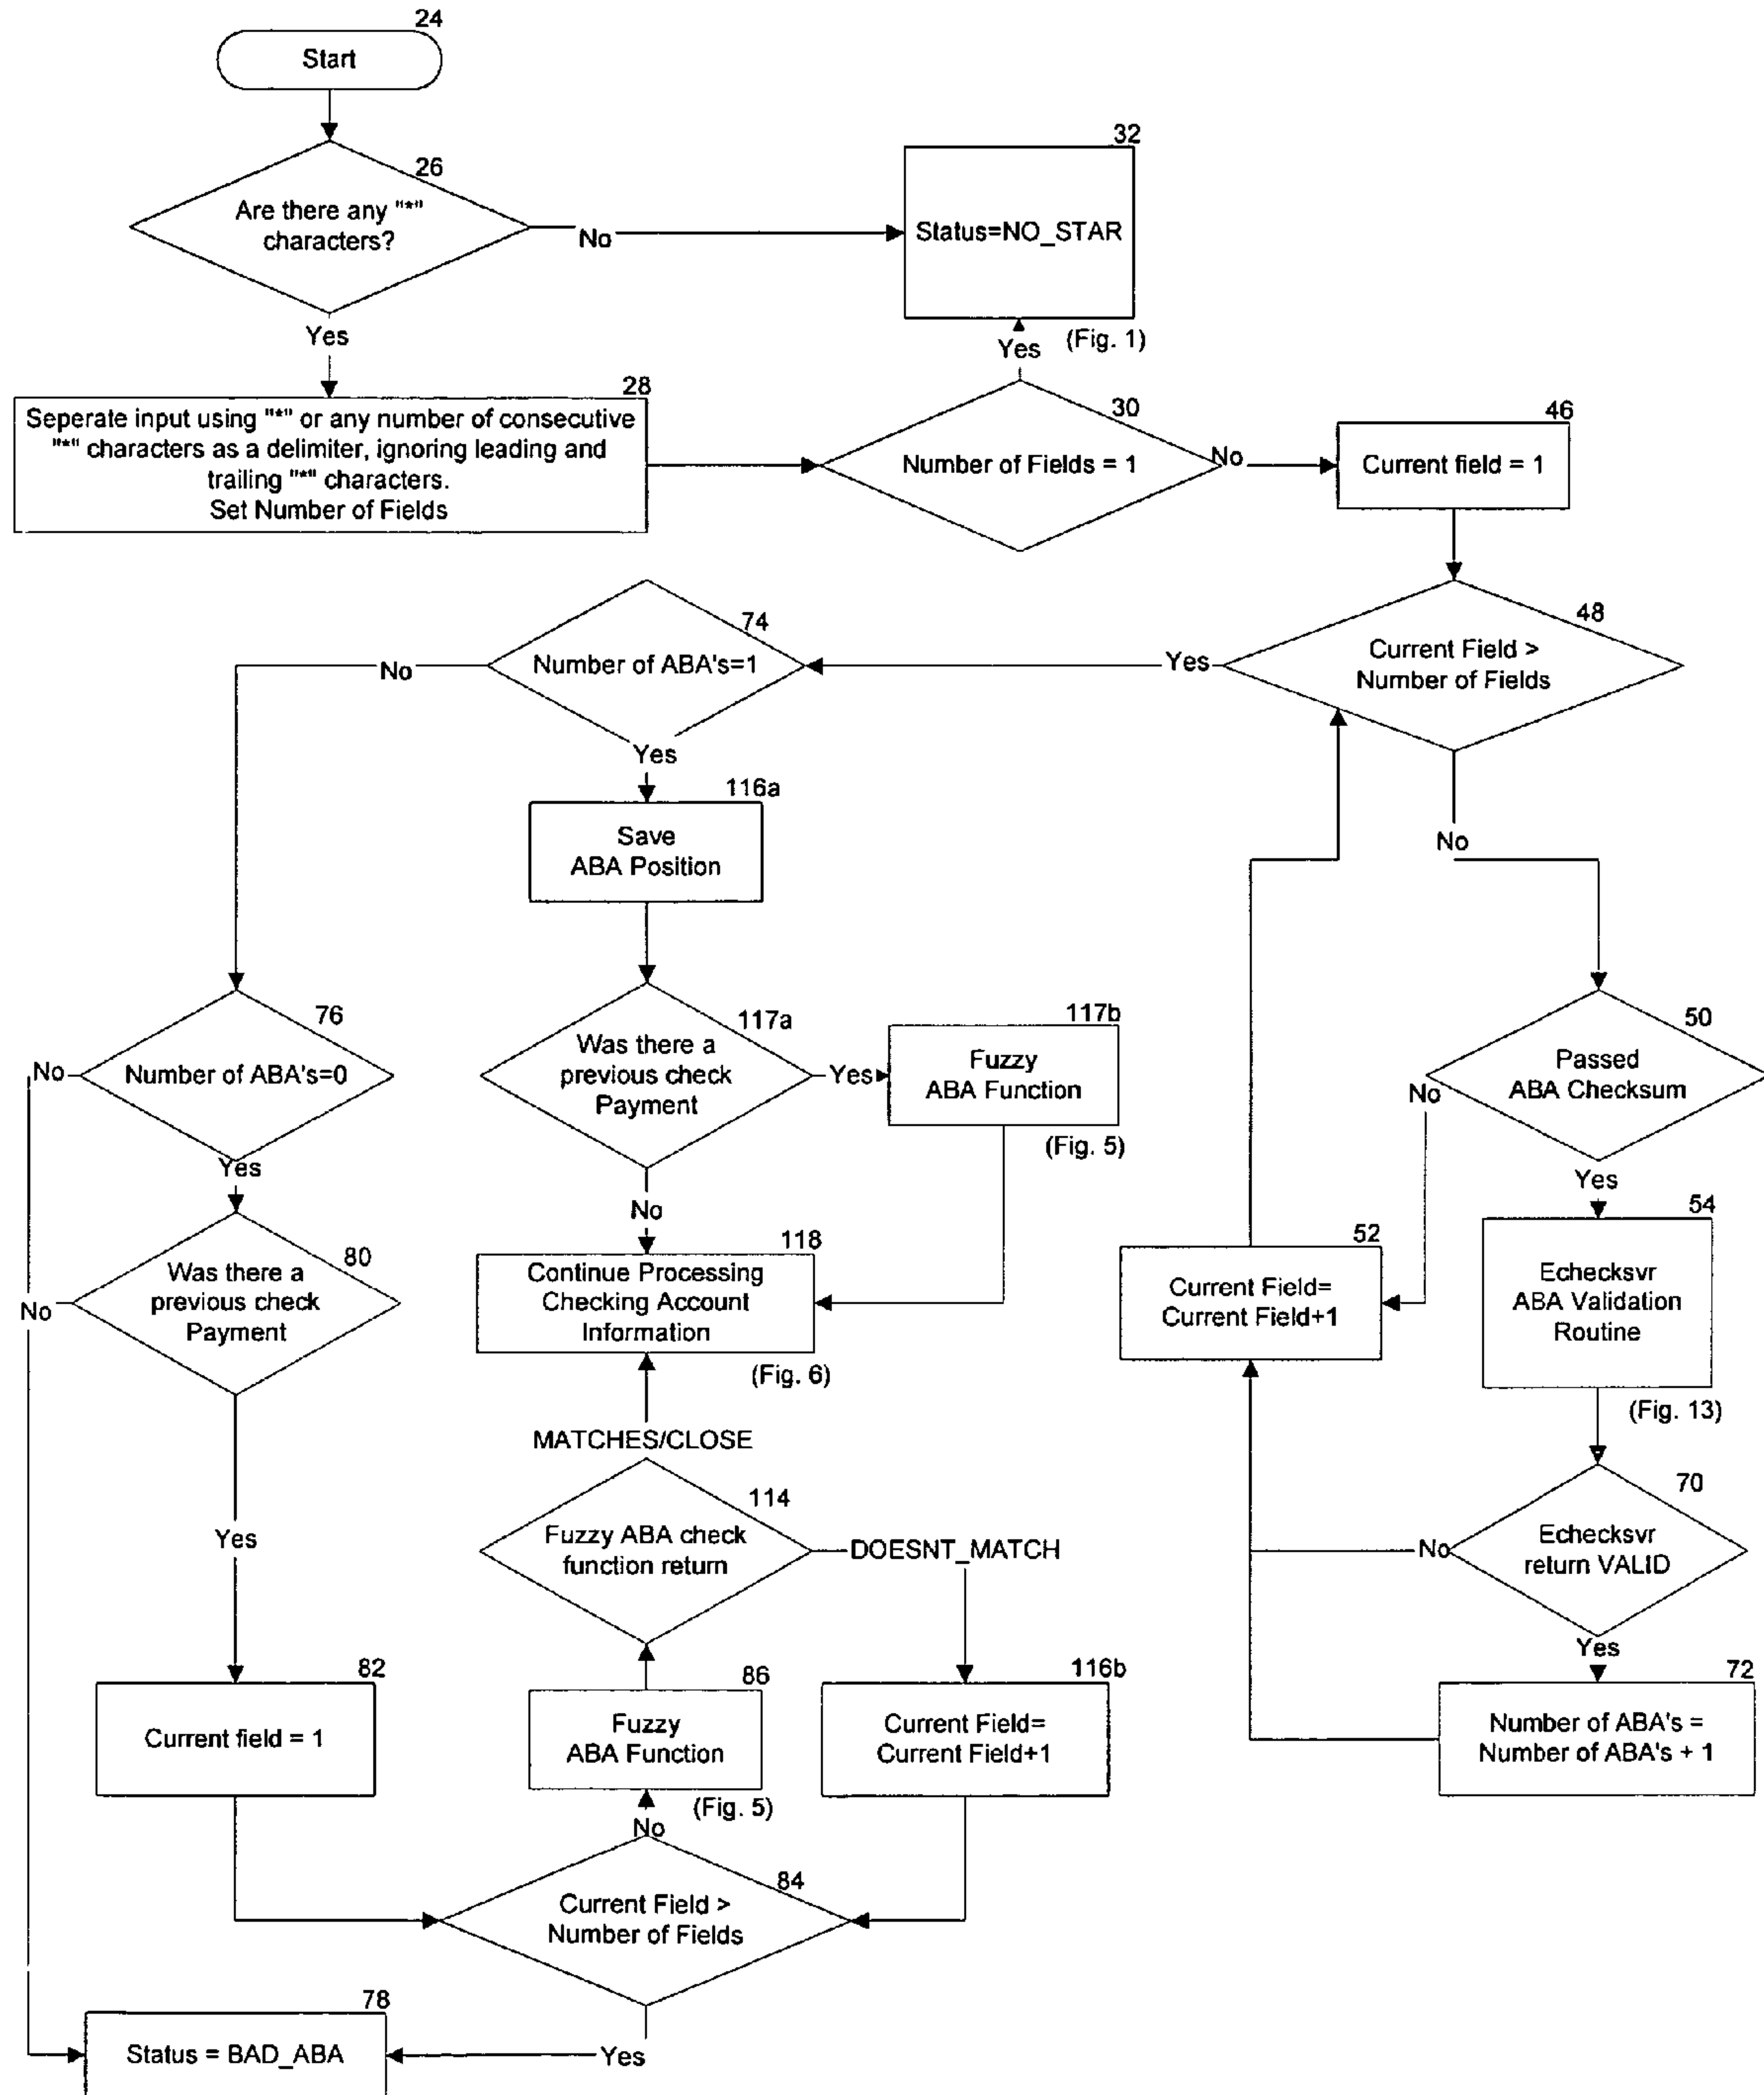 24
Start
26
Are there any "*"
characters?
No
32
Status=NO_STAR
(Fig. 1)
Yes
Yes
28
Seperate input using "*" or any number of consecutive
"*" characters as a delimiter, ignoring leading and
trailing "*" characters.
Set Number of Fields
30
Number of Fields = 1
No
46
Current field = 1
48
Current Field >
Number of Fields
Yes
No
74
Number of ABA's=1
No
Yes
116a
Save
ABA Position
117a
Was there a
previous check
Payment
Yes
117b
Fuzzy
ABA Function
(Fig. 5)
No
118
Continue Processing
Checking Account
Information
(Fig. 6)
76
Number of ABA's=0
No
Yes
80
Was there a
previous check
Payment
No
Yes
50
Passed
ABA Checksum
No
Yes
52
Current Field=
Current Field+1
54
Echecksvr
ABA Validation
Routine
(Fig. 13)
70
Echecksvr
return VALID
No
Yes
72
Number of ABA's =
Number of ABA's + 1
MATCHES/CLOSE
114
Fuzzy ABA check
function return
DOESNT_MATCH
82
Current field = 1
86
Fuzzy
ABA Function
(Fig. 5)
116b
Current Field=
Current Field+1
No
84
Current Field >
Number of Fields
Yes
78
Status = BAD_ABA